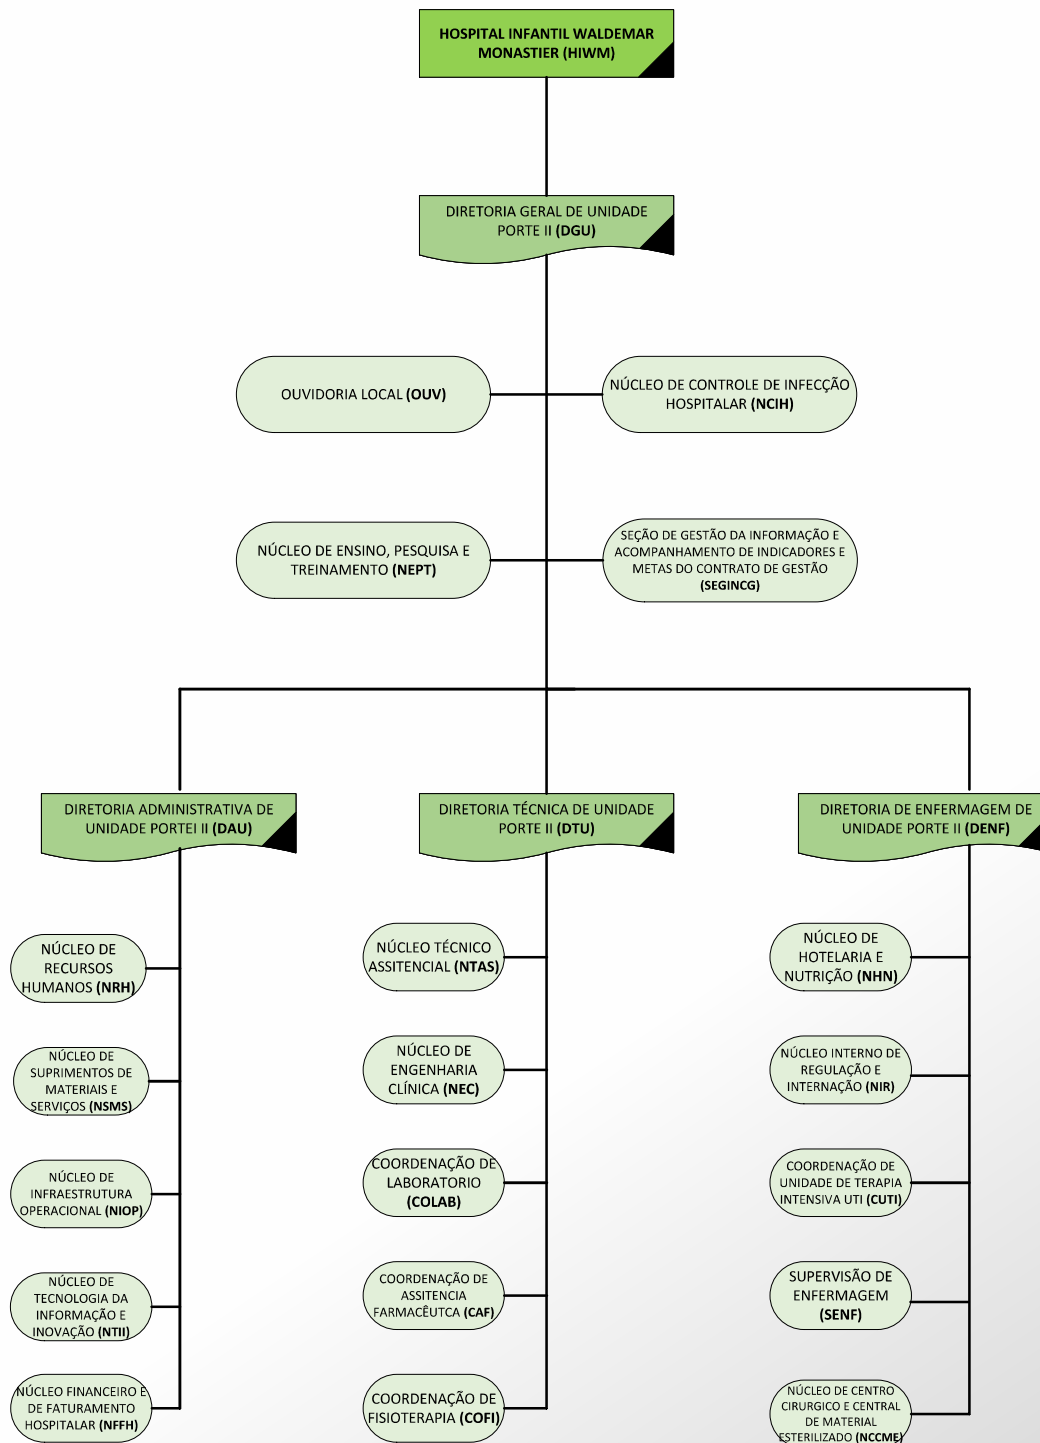 HOSPITAL INFANTIL WALDEMAR
MONASTIER (HIWM)
DIRETORIA GERAL DE UNIDADE
PORTE II (DGU)
OUVIDORIA LOCAL (OUV)
NÚCLEO DE CONTROLE DE INFECÇÃO
HOSPITALAR (NCIH)
NÚCLEO DE ENSINO, PESQUISA E
TREINAMENTO (NEPT)
SEÇÃO DE GESTÃO DA INFORMAÇÃO E
ACOMPANHAMENTO DE INDICADORES E
METAS DO CONTRATO DE GESTÃO
(SEGINCG)
DIRETORIA ADMINISTRATIVA DE
UNIDADE PORTEI II (DAU)
DIRETORIA TÉCNICA DE UNIDADE
PORTE II (DTU)
DIRETORIA DE ENFERMAGEM DE
UNIDADE PORTE II (DENF)
NÚCLEO DE
RECURSOS
HUMANOS (NRH)
NÚCLEO DE
SUPRIMENTOS DE
MATERIAIS E
SERVIÇOS (NSMS)
NÚCLEO DE
INFRAESTRUTURA
OPERACIONAL (NIOP)
NÚCLEO DE
TECNOLOGIA DA
INFORMAÇÃO E
INOVAÇÃO (NTII)
NÚCLEO FINANCEIRO E
DE FATURAMENTO
HOSPITALAR (NFFH)
NÚCLEO TÉCNICO
ASSITENCIAL (NTAS)
NÚCLEO DE
ENGENHARIA
CLÍNICA (NEC)
COORDENAÇÃO DE
LABORATORIO
(COLAB)
COORDENAÇÃO DE
ASSITENCIA
FARMACÊUTCA (CAF)
COORDENAÇÃO DE
FISIOTERAPIA (COFI)
NÚCLEO DE
HOTELARIA E
NUTRIÇÃO (NHN)
NÚCLEO INTERNO DE
REGULAÇÃO E
INTERNAÇÃO (NIR)
COORDENAÇÃO DE
UNIDADE DE TERAPIA
INTENSIVA UTI (CUTI)
SUPERVISÃO DE
ENFERMAGEM
(SENF)
NÚCLEO DE CENTRO
CIRURGICO E CENTRAL
DE MATERIAL
ESTERILIZADO (NCCME)